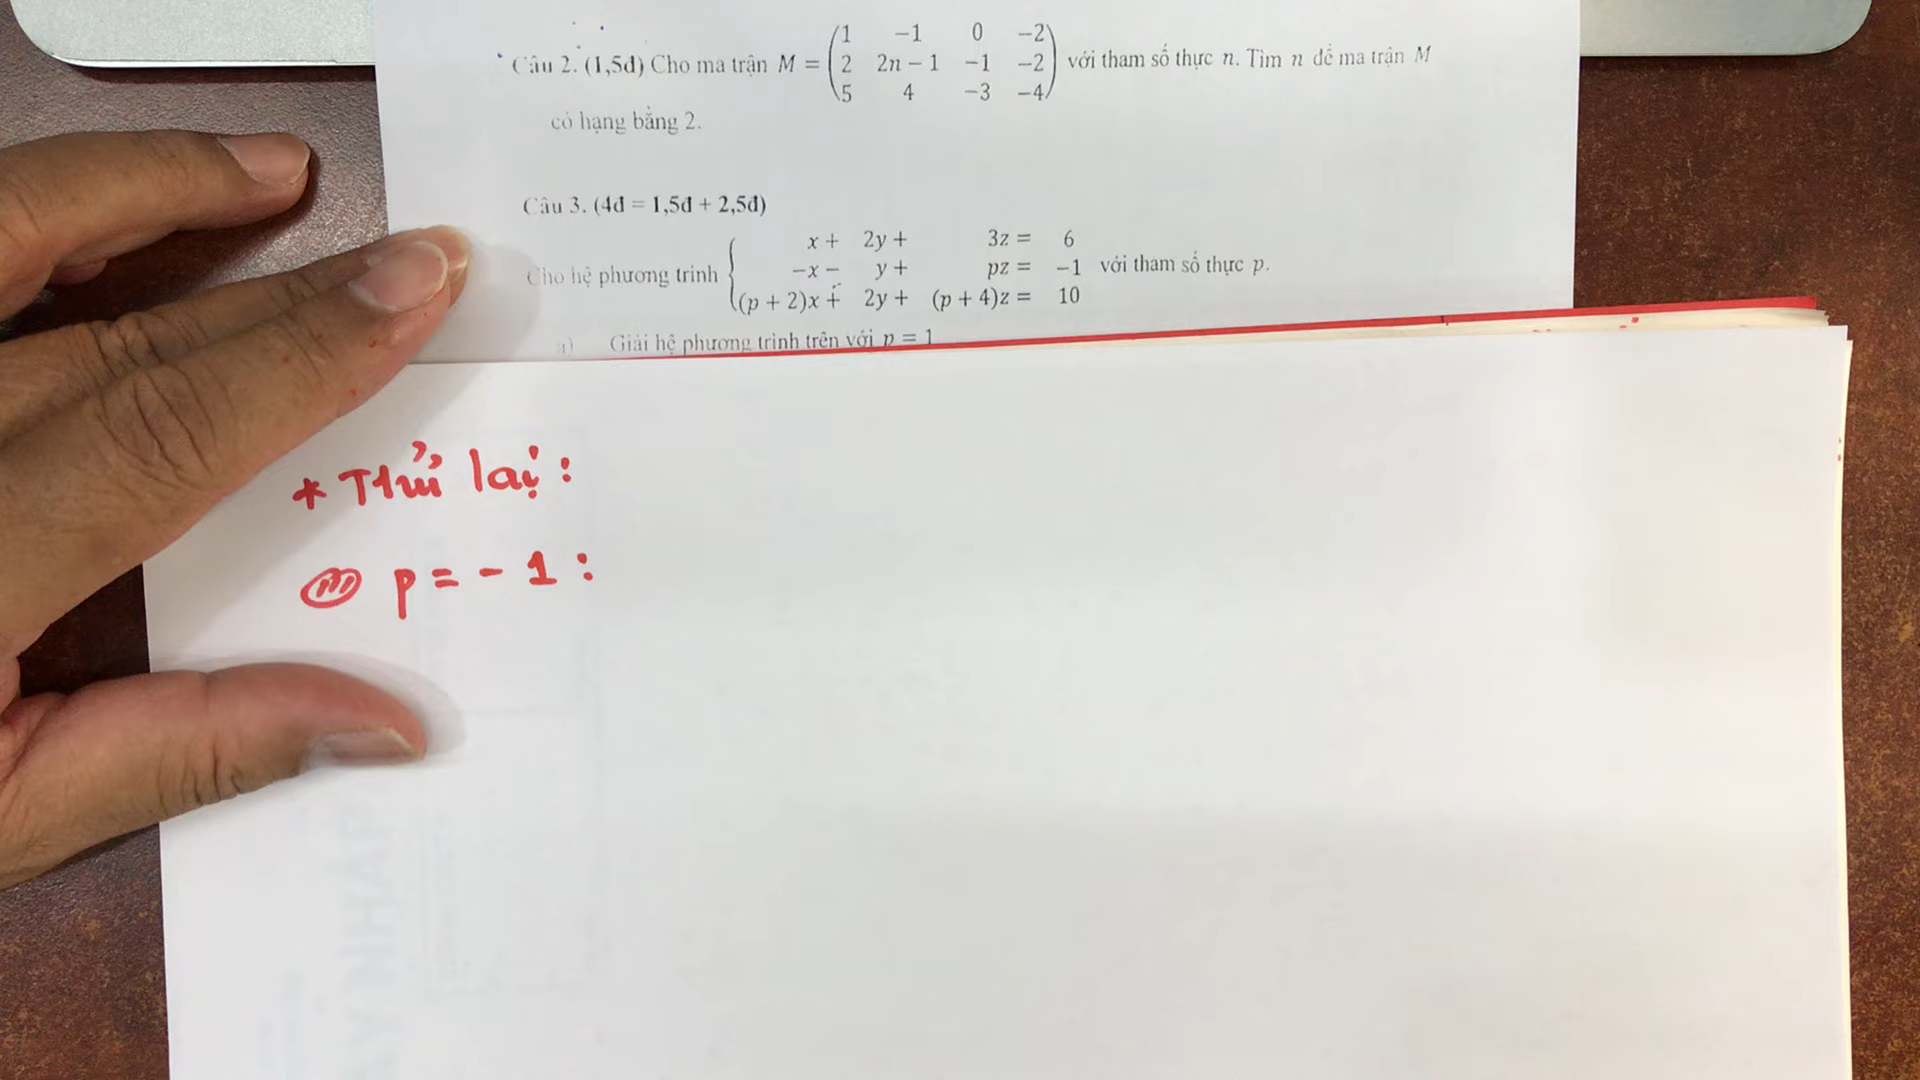 Câu 2. (1,5đ) Cho ma trận M = (1 -1 0 -2
2 2n - 1 -1 -2
5 4 -3 -4) với tham số thực n. Tìm n để ma trận M
có hạng bằng 2.
Câu 3. (4đ = 1,5đ + 2,5đ)
Cho hệ phương trình { x + 2y + 3z = 6
-x - y + pz = -1 với tham số thực p.
(p + 2)x + 2y + (p + 4)z = 10
a) Giải hệ phương trình trên với p = 1
* Thử lại :
p = - 1 :